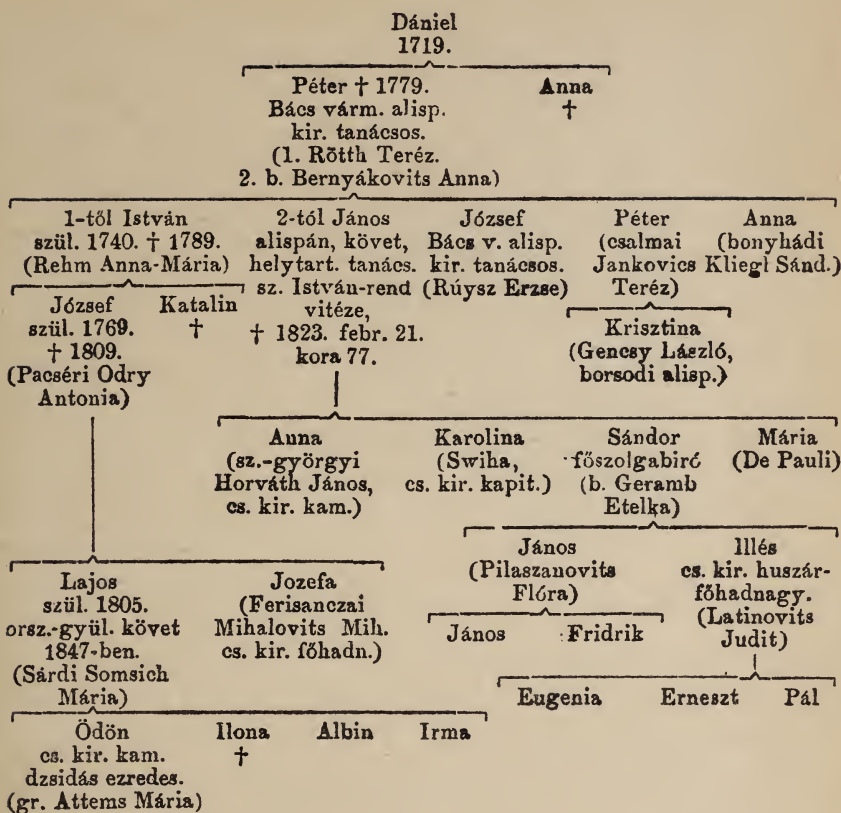 Dániel
1719.
Péter † 1779. Anna
Bács várm. alisp. †
kir. tanácsos.
(1. Rötth Teréz.
2. b. Bernyákovits Anna)
1-től István 2-tól János József Péter Anna
szül. 1740. † 1789. alispán, követ, Bács v. alisp. (csalmai (bonyhádi
(Rehm Anna-Mária) helytart. tanács. kir. tanácsos. Jankovics Kliegl Sánd.)
sz. István-rend (Rúysz Erzse) Teréz)
József Katalin vitéze,
szül. 1769. † † 1823. febr. 21. Krisztina
† 1809. kora 77. (Gencsy László,
(Pacséri Odry borsodi alisp.)
Antonia)
Anna Karolina Sándor Mária
(sz.-györgyi (Swiha, főszolgabiró (De Pauli)
Horváth János, cs. kir. kapit.) (b. Geramb
cs. kir. kam.) Etelka)
János Illés
(Pilaszanovits cs. kir. huszár-
Flóra) főhadnagy.
(Latinovits
Judit)
Lajos Jozefa
szül. 1805. (Ferisanczai
orsz.-gyül. követ Mihalovits Mih.
1847-ben. cs. kir. főhadn.)
(Sárdi Somsich
Mária)
János Fridrik
Eugenia Erneszt Pál
Ödön Ilona Albin Irma
cs. kir. kam. †
dzsidás ezredes.
(gr. Attems Mária)